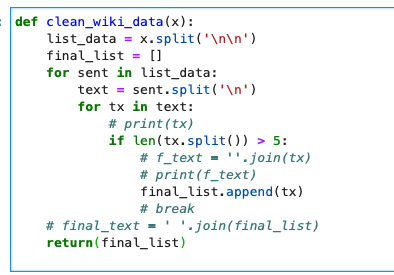 def clean_wiki_data(x):
    list_data = x.split('\n\n')
    final_list = []
    for sent in list_data:
        text = sent.split('\n')
        for tx in text:
            # print(tx)
            if len(tx.split()) > 5:
                # f_text = ''.join(tx)
                # print(f_text)
                final_list.append(tx)
                # break
    # final_text = ' '.join(final_list)
    return(final_list)